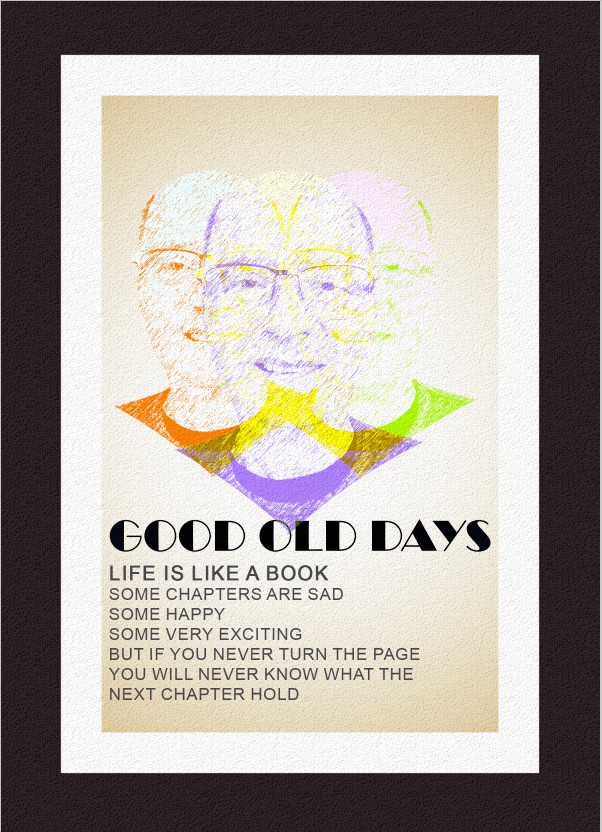 GOOD OLD DAYS
LIFE IS LIKE A BOOK
SOME CHAPTERS ARE SAD
SOME HAPPY
SOME VERY EXCITING
BUT IF YOU NEVER TURN THE PAGE
YOU WILL NEVER KNOW WHAT THE
NEXT CHAPTER HOLD